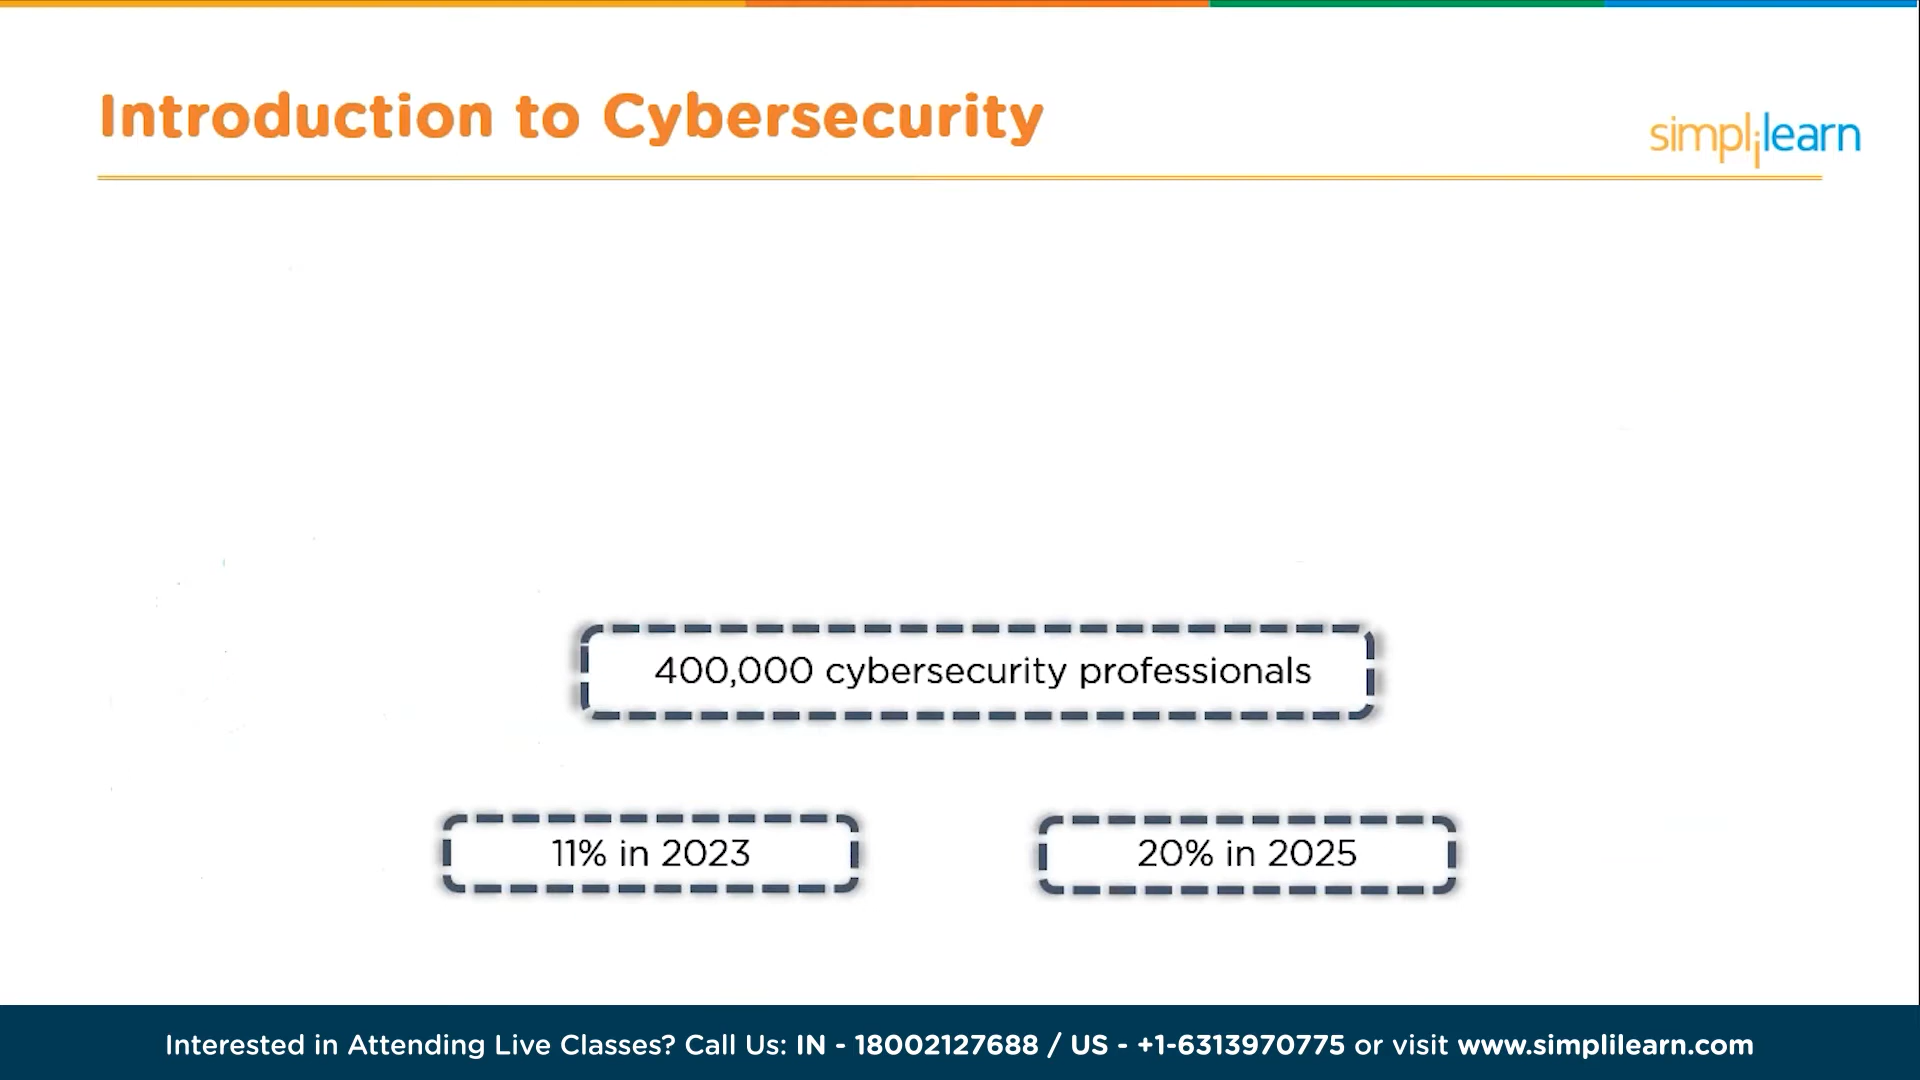 Introduction to Cybersecurity
simplilearn
400,000 cybersecurity professionals
11% in 2023
20% in 2025
Interested in Attending Live Classes? Call Us: IN - 18002127688 / US - +1-6313970775 or visit www.simplilearn.com